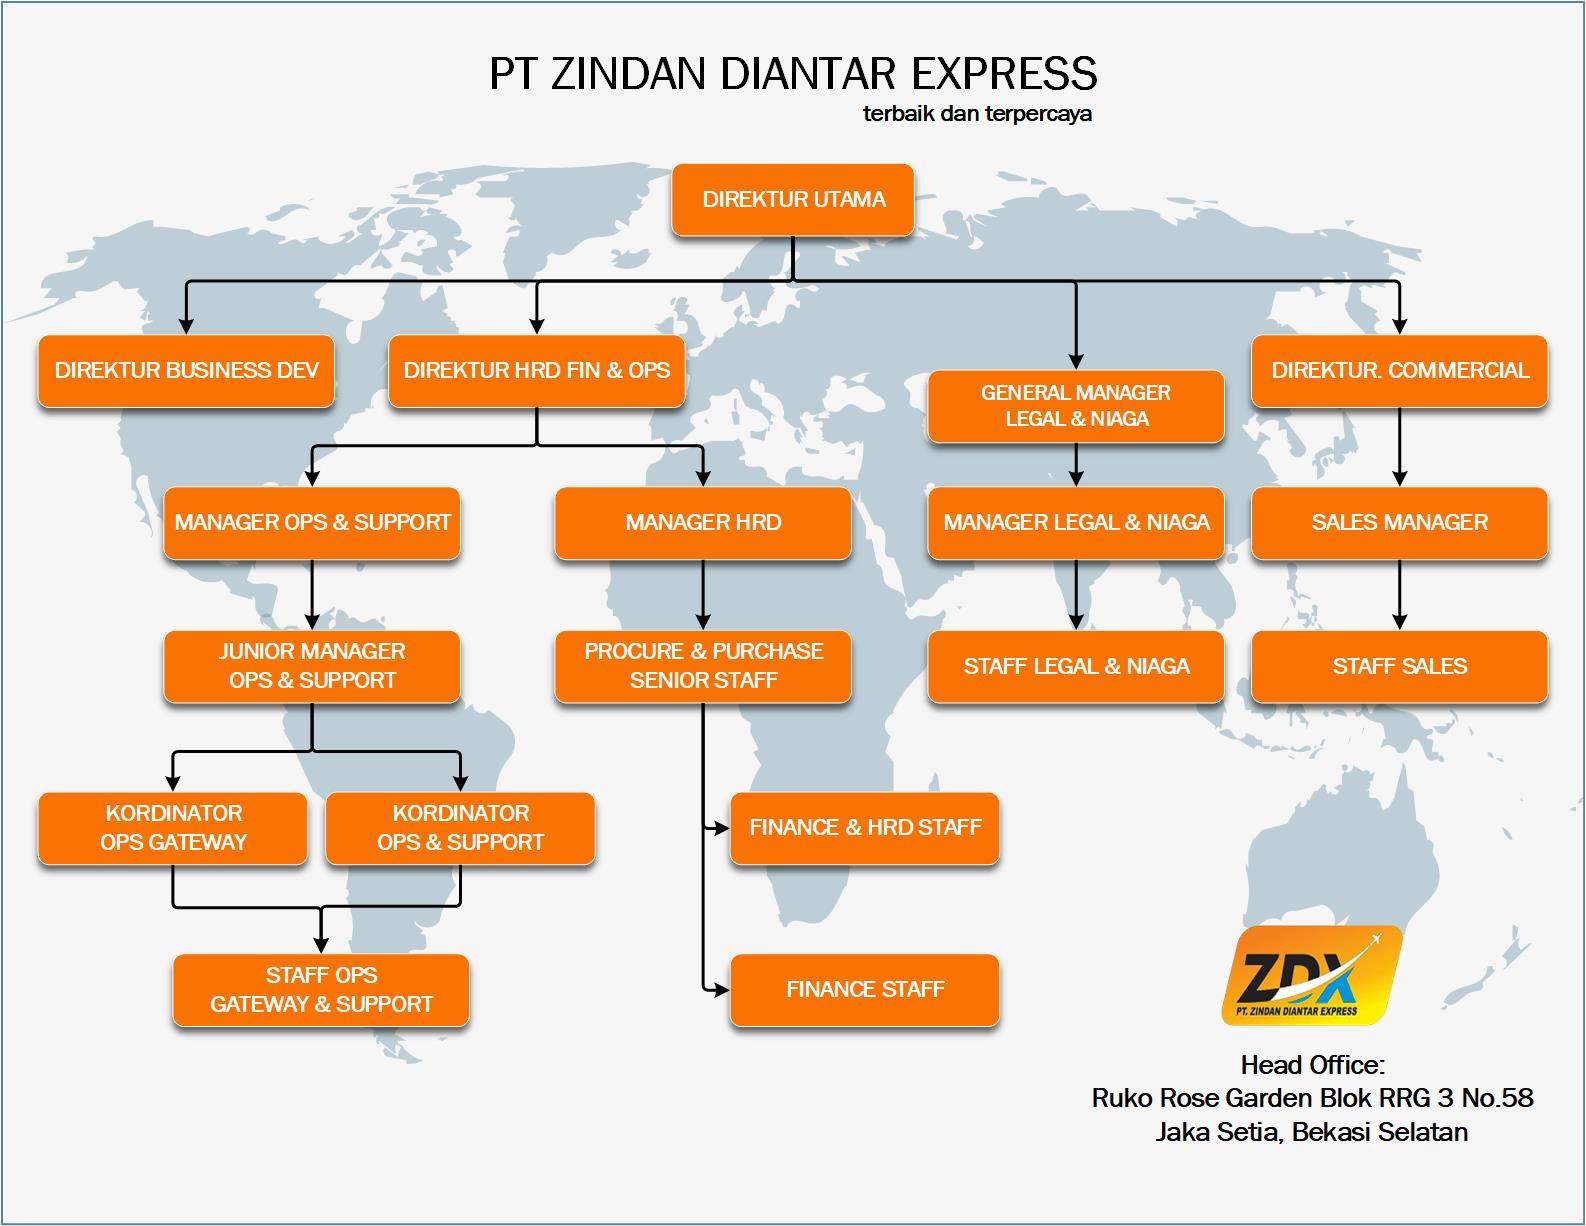 PT ZINDAN DIANTAR EXPRESS
terbaik dan terpercaya
DIREKTUR UTAMA
DIREKTUR BUSINESS DEV
DIREKTUR HRD FIN & OPS
GENERAL MANAGER
LEGAL & NIAGA
DIREKTUR. COMMERCIAL
MANAGER OPS & SUPPORT
MANAGER HRD
MANAGER LEGAL & NIAGA
SALES MANAGER
JUNIOR MANAGER
OPS & SUPPORT
PROCURE & PURCHASE
SENIOR STAFF
STAFF LEGAL & NIAGA
STAFF SALES
KORDINATOR
OPS GATEWAY
KORDINATOR
OPS & SUPPORT
FINANCE & HRD STAFF
STAFF OPS
GATEWAY & SUPPORT
FINANCE STAFF
ZDX
PT. ZINDAN DIANTAR EXPRESS
Head Office:
Ruko Rose Garden Blok RRG 3 No.58
Jaka Setia, Bekasi Selatan